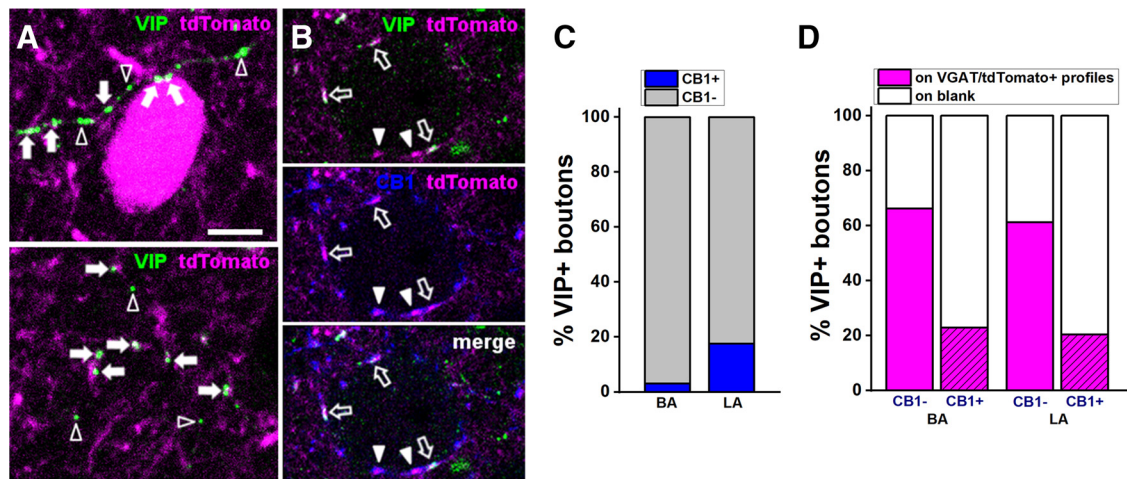 A
VIP tdTomato
VIP tdTomato
B
VIP tdTomato
CB1 tdTomato
merge
C
CB1+
CB1-
% VIP+ boutons
100
80
60
40
20
0
BA LA
D
on VGAT/tdTomato+ profiles
on blank
% VIP+ boutons
100
80
60
40
20
0
CB1- CB1+ CB1- CB1+
BA LA